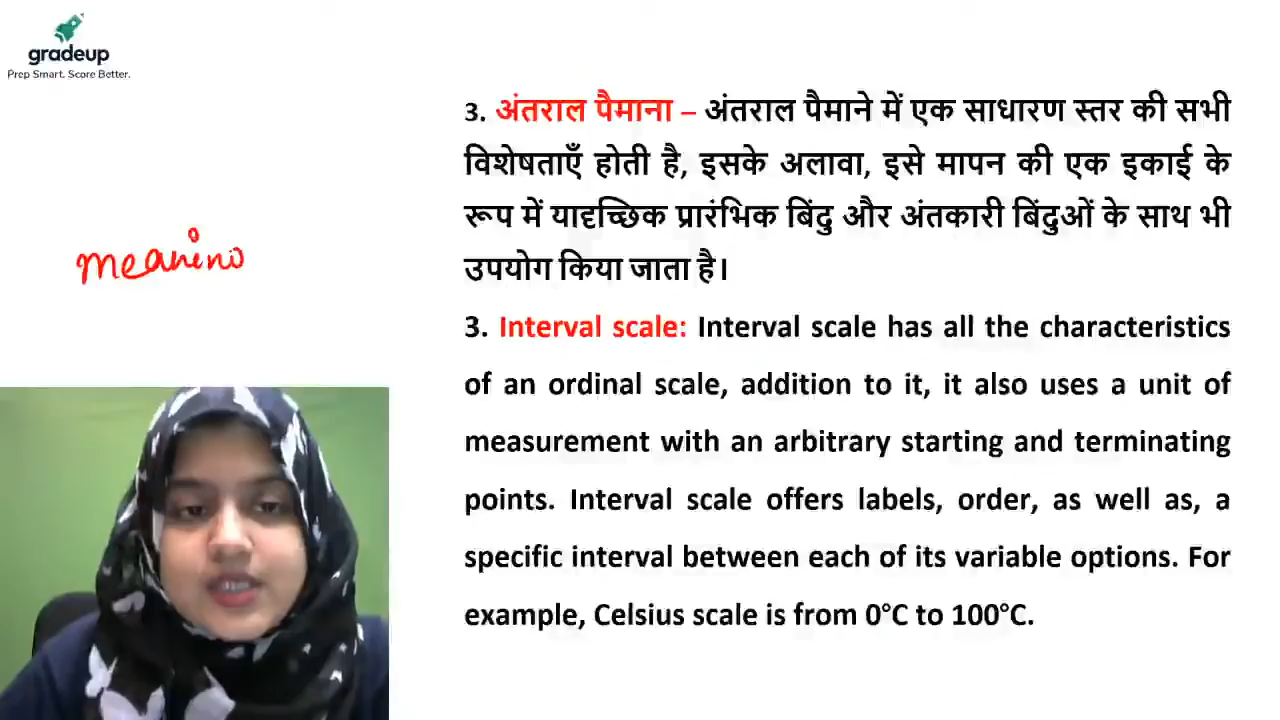 gradeup
Prep Smart. Score Better.
3. अंतराल पैमाना – अंतराल पैमाने में एक साधारण स्तर की सभी
विशेषताएँ होती है, इसके अलावा, इसे मापन की एक इकाई के
रूप में यादृच्छिक प्रारंभिक बिंदु और अंतकारी बिंदुओं के साथ भी
उपयोग किया जाता है।
meanino
3. Interval scale: Interval scale has all the characteristics
of an ordinal scale, addition to it, it also uses a unit of
measurement with an arbitrary starting and terminating
points. Interval scale offers labels, order, as well as, a
specific interval between each of its variable options. For
example, Celsius scale is from 0°C to 100°C.